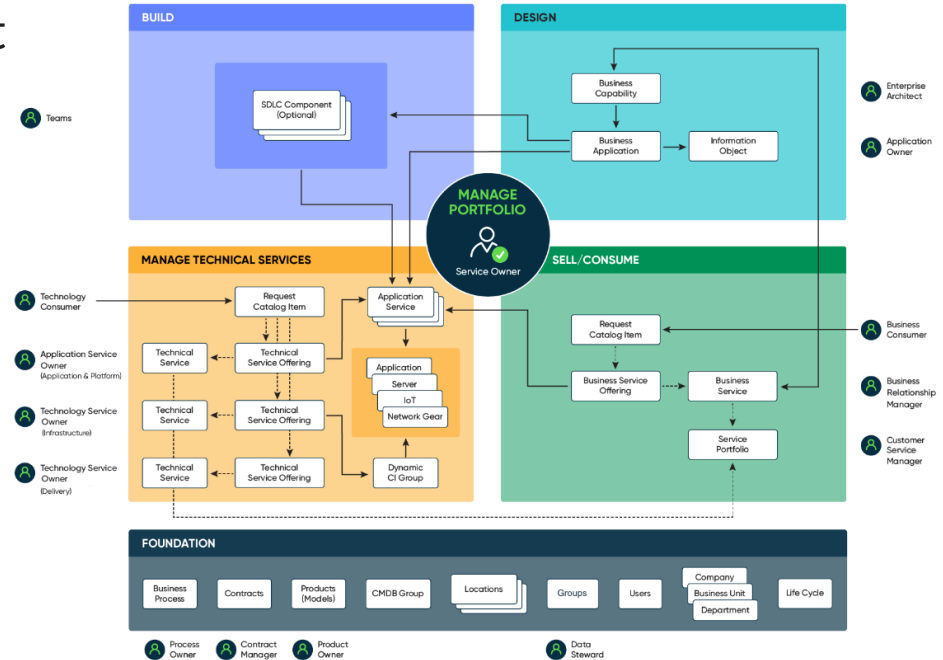 t
BUILD
DESIGN
Teams
SDLC Component
(Optional)
Business
Capability
Business
Application
Information
Object
Enterprise
Architect
Application
Owner
MANAGE
PORTFOLIO
Service Owner
MANAGE TECHNICAL SERVICES
SELL/CONSUME
Technology
Consumer
Request
Catalog Item
Application
Service
Application Service
Owner
(Application & Platform)
Technical
Service
Technical
Service Offering
Application
Server
IoT
Network Gear
Technology Service
Owner
(Infrastructure)
Technical
Service
Technical
Service Offering
Technology Service
Owner
(Delivery)
Technical
Service
Technical
Service Offering
Dynamic
CI Group
Request
Catalog Item
Business
Consumer
Business Service
Offering
Business
Service
Business
Relationship
Manager
Service
Portfolio
Customer
Service
Manager
FOUNDATION
Business
Process
Contracts
Products
(Models)
CMDB Group
Locations
Groups
Users
Company
Business Unit
Department
Life Cycle
Process
Owner
Contract
Manager
Product
Owner
Data
Steward